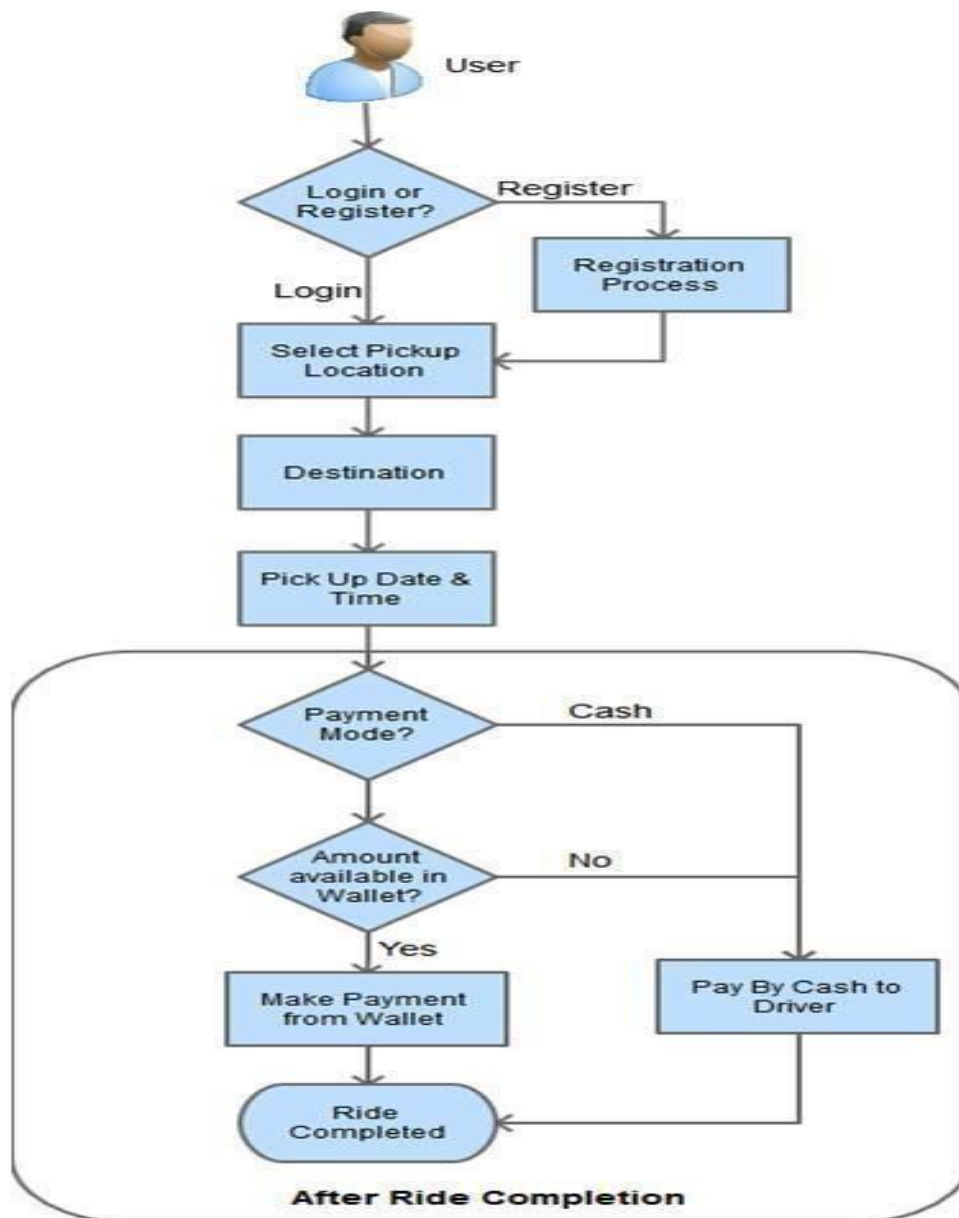 User
Login or
Register?
Register
Registration
Process
Login
Select Pickup
Location
Destination
Pick Up Date &
Time
Payment
Mode?
Cash
Amount
available in
Wallet?
No
Yes
Make Payment
from Wallet
Pay By Cash to
Driver
Ride
Completed
After Ride Completion